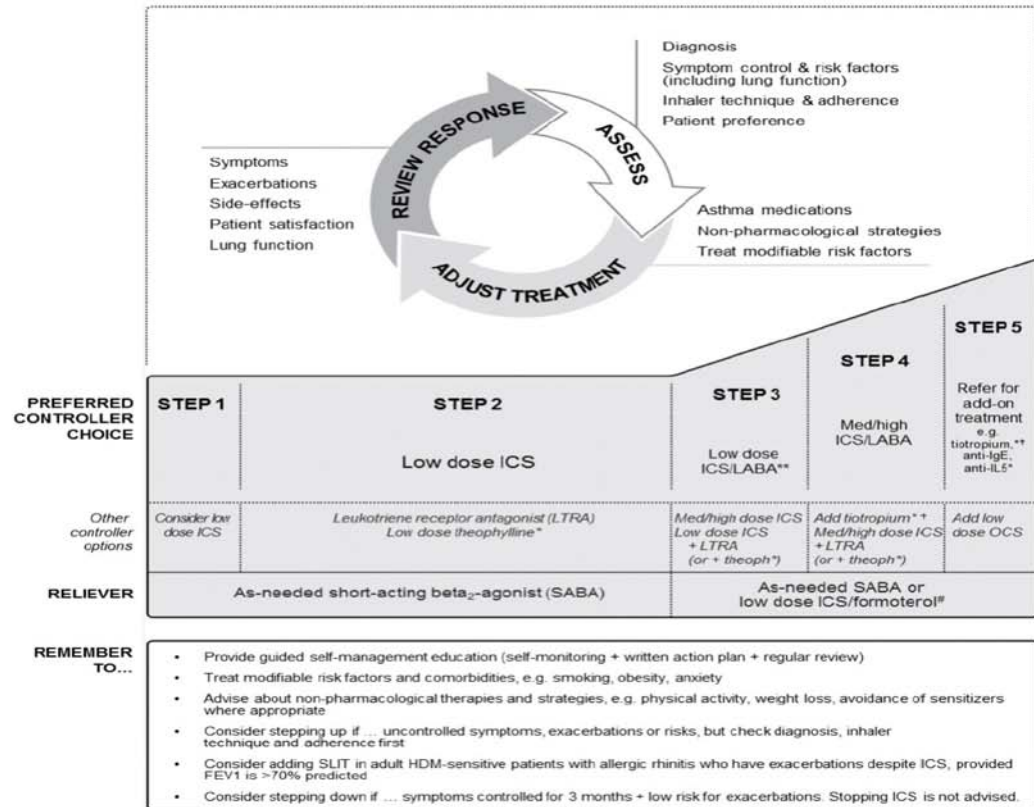 Diagnosis
Symptom control & risk factors
(including lung function)
Inhaler technique & adherence
Patient preference
REVIEW RESPONSE
ASSESS
ADJUST TREATMENT
Symptoms
Exacerbations
Side-effects
Patient satisfaction
Lung function
Asthma medications
Non-pharmacological strategies
Treat modifiable risk factors
PREFERRED
CONTROLLER
CHOICE
STEP 1
STEP 2
Low dose ICS
STEP 3
Low dose
ICS/LABA**
STEP 4
Med/high
ICS/LABA
STEP 5
Refer for
add-on
treatment
e.g.
tiotropium,*†
anti-IgE,
anti-IL5*
Other
controller
options
Consider low
dose ICS
Leukotriene receptor antagonist (LTRA)
Low dose theophylline*
Med/high dose ICS
Low dose ICS
+ LTRA
(or + theoph*)
Add tiotropium*†
Med/high dose ICS
+ LTRA
(or + theoph*)
Add low
dose OCS
RELIEVER
As-needed short-acting beta₂-agonist (SABA)
As-needed SABA or
low dose ICS/formoterol#
REMEMBER
TO...
• Provide guided self-management education (self-monitoring + written action plan + regular review)
• Treat modifiable risk factors and comorbidities, e.g. smoking, obesity, anxiety
• Advise about non-pharmacological therapies and strategies, e.g. physical activity, weight loss, avoidance of sensitizers
where appropriate
• Consider stepping up if ... uncontrolled symptoms, exacerbations or risks, but check diagnosis, inhaler
technique and adherence first
• Consider adding SLIT in adult HDM-sensitive patients with allergic rhinitis who have exacerbations despite ICS, provided
FEV1 is >70% predicted
• Consider stepping down if ... symptoms controlled for 3 months + low risk for exacerbations. Stopping ICS is not advised.